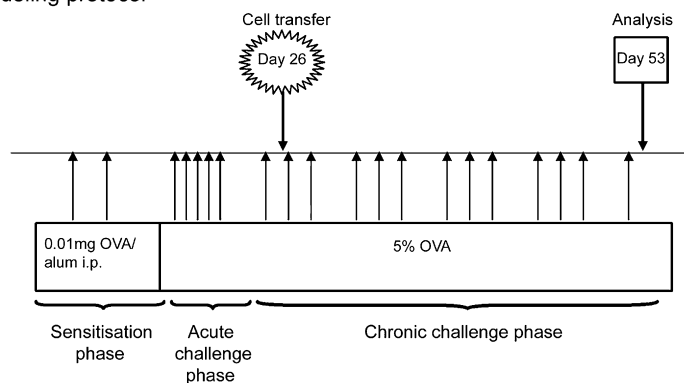 protocol
Cell transfer
Analysis
Day 26
Day 53
0.01mg OVA/
alum i.p.
5% OVA
Sensitisation
phase
Acute
challenge
phase
Chronic challenge phase